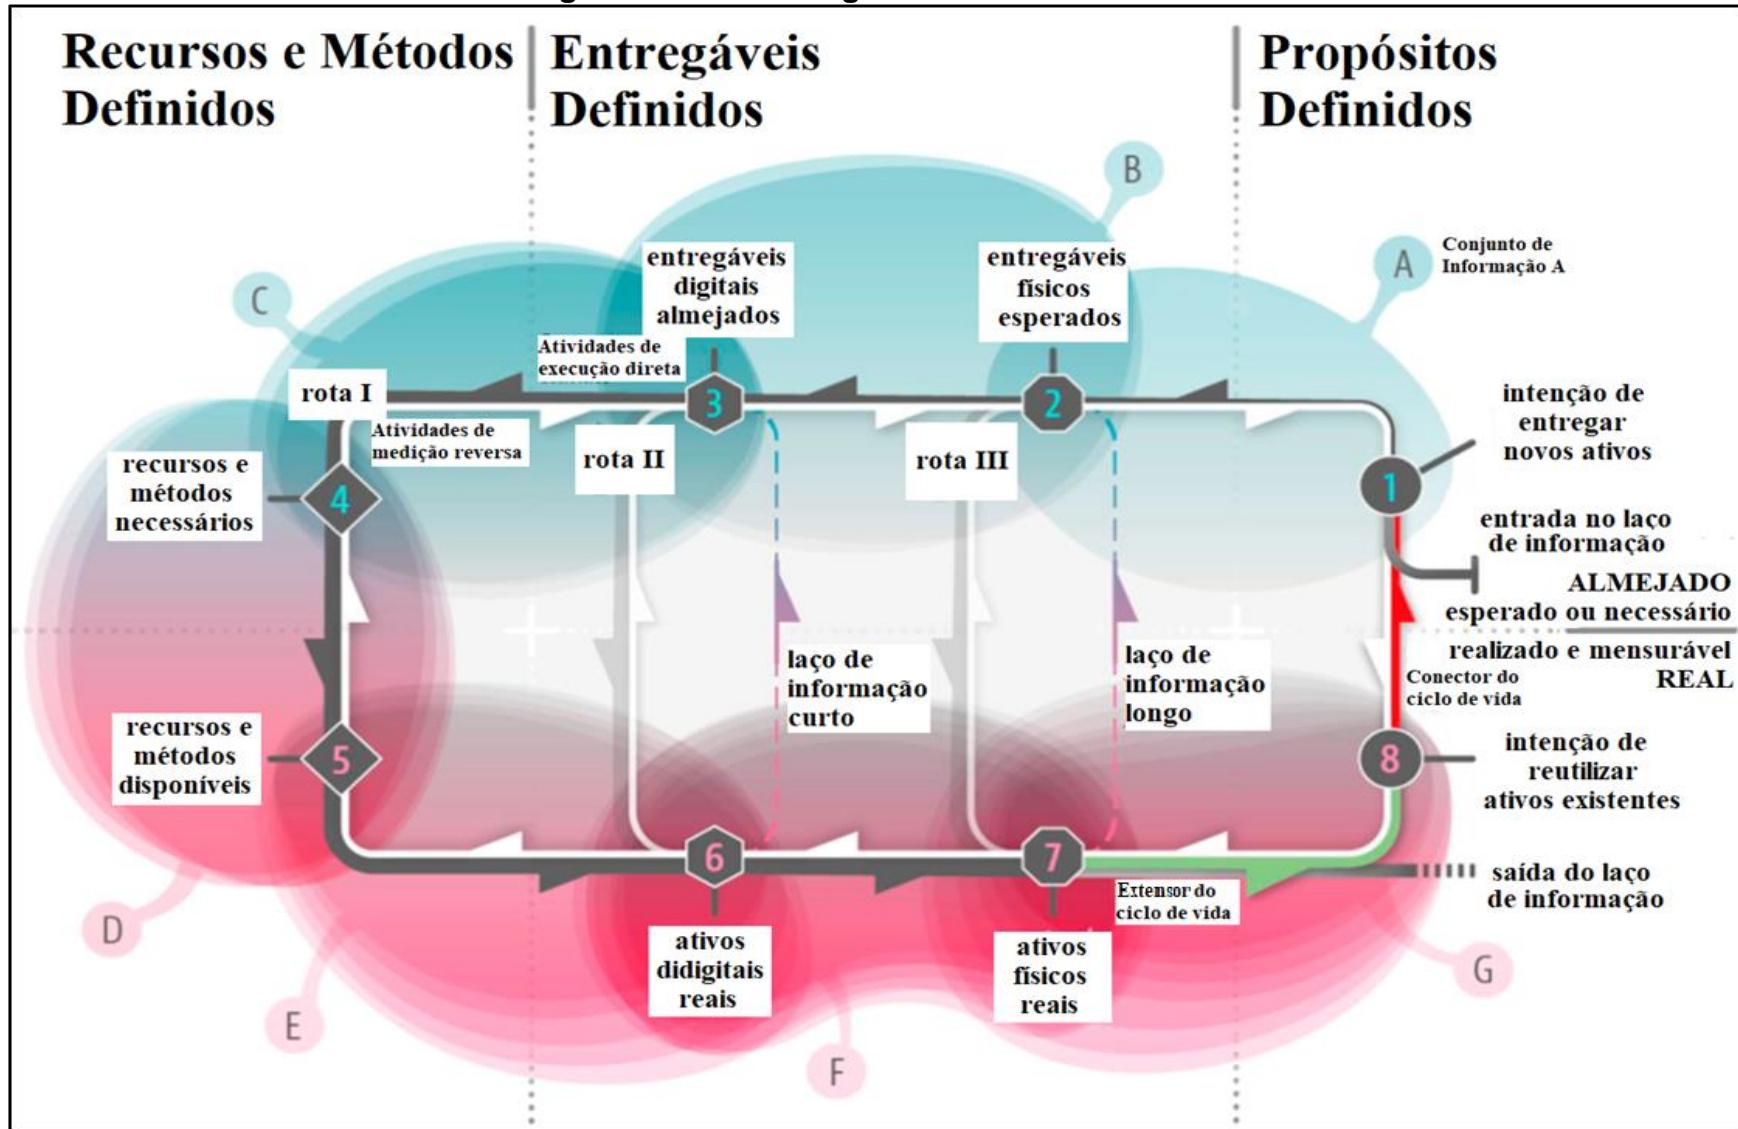 Recursos e Métodos
Definidos
Entregáveis
Definidos
Propósitos
Definidos
B
A
Conjunto de
Informação A
C
entregáveis
digitais
almejados
entregáveis
físicos
esperados
Atividades de
execução direta
rota I
3
2
intenção de
entregar
novos ativos
Atividades de
medição reversa
rota II
rota III
recursos e
métodos
necessários
4
1
entrada no laço
de informação
ALMEJADO
esperado ou necessário
realizado e mensurável
REAL
laço de
informação
curto
laço de
informação
longo
Conector do
ciclo de vida
recursos e
métodos
disponíveis
5
8
intenção de
reutilizar
ativos existentes
6
7
Extensor do
ciclo de vida
saída do laço
de informação
D
ativos
didigitais
reais
ativos
físicos
reais
G
E
F